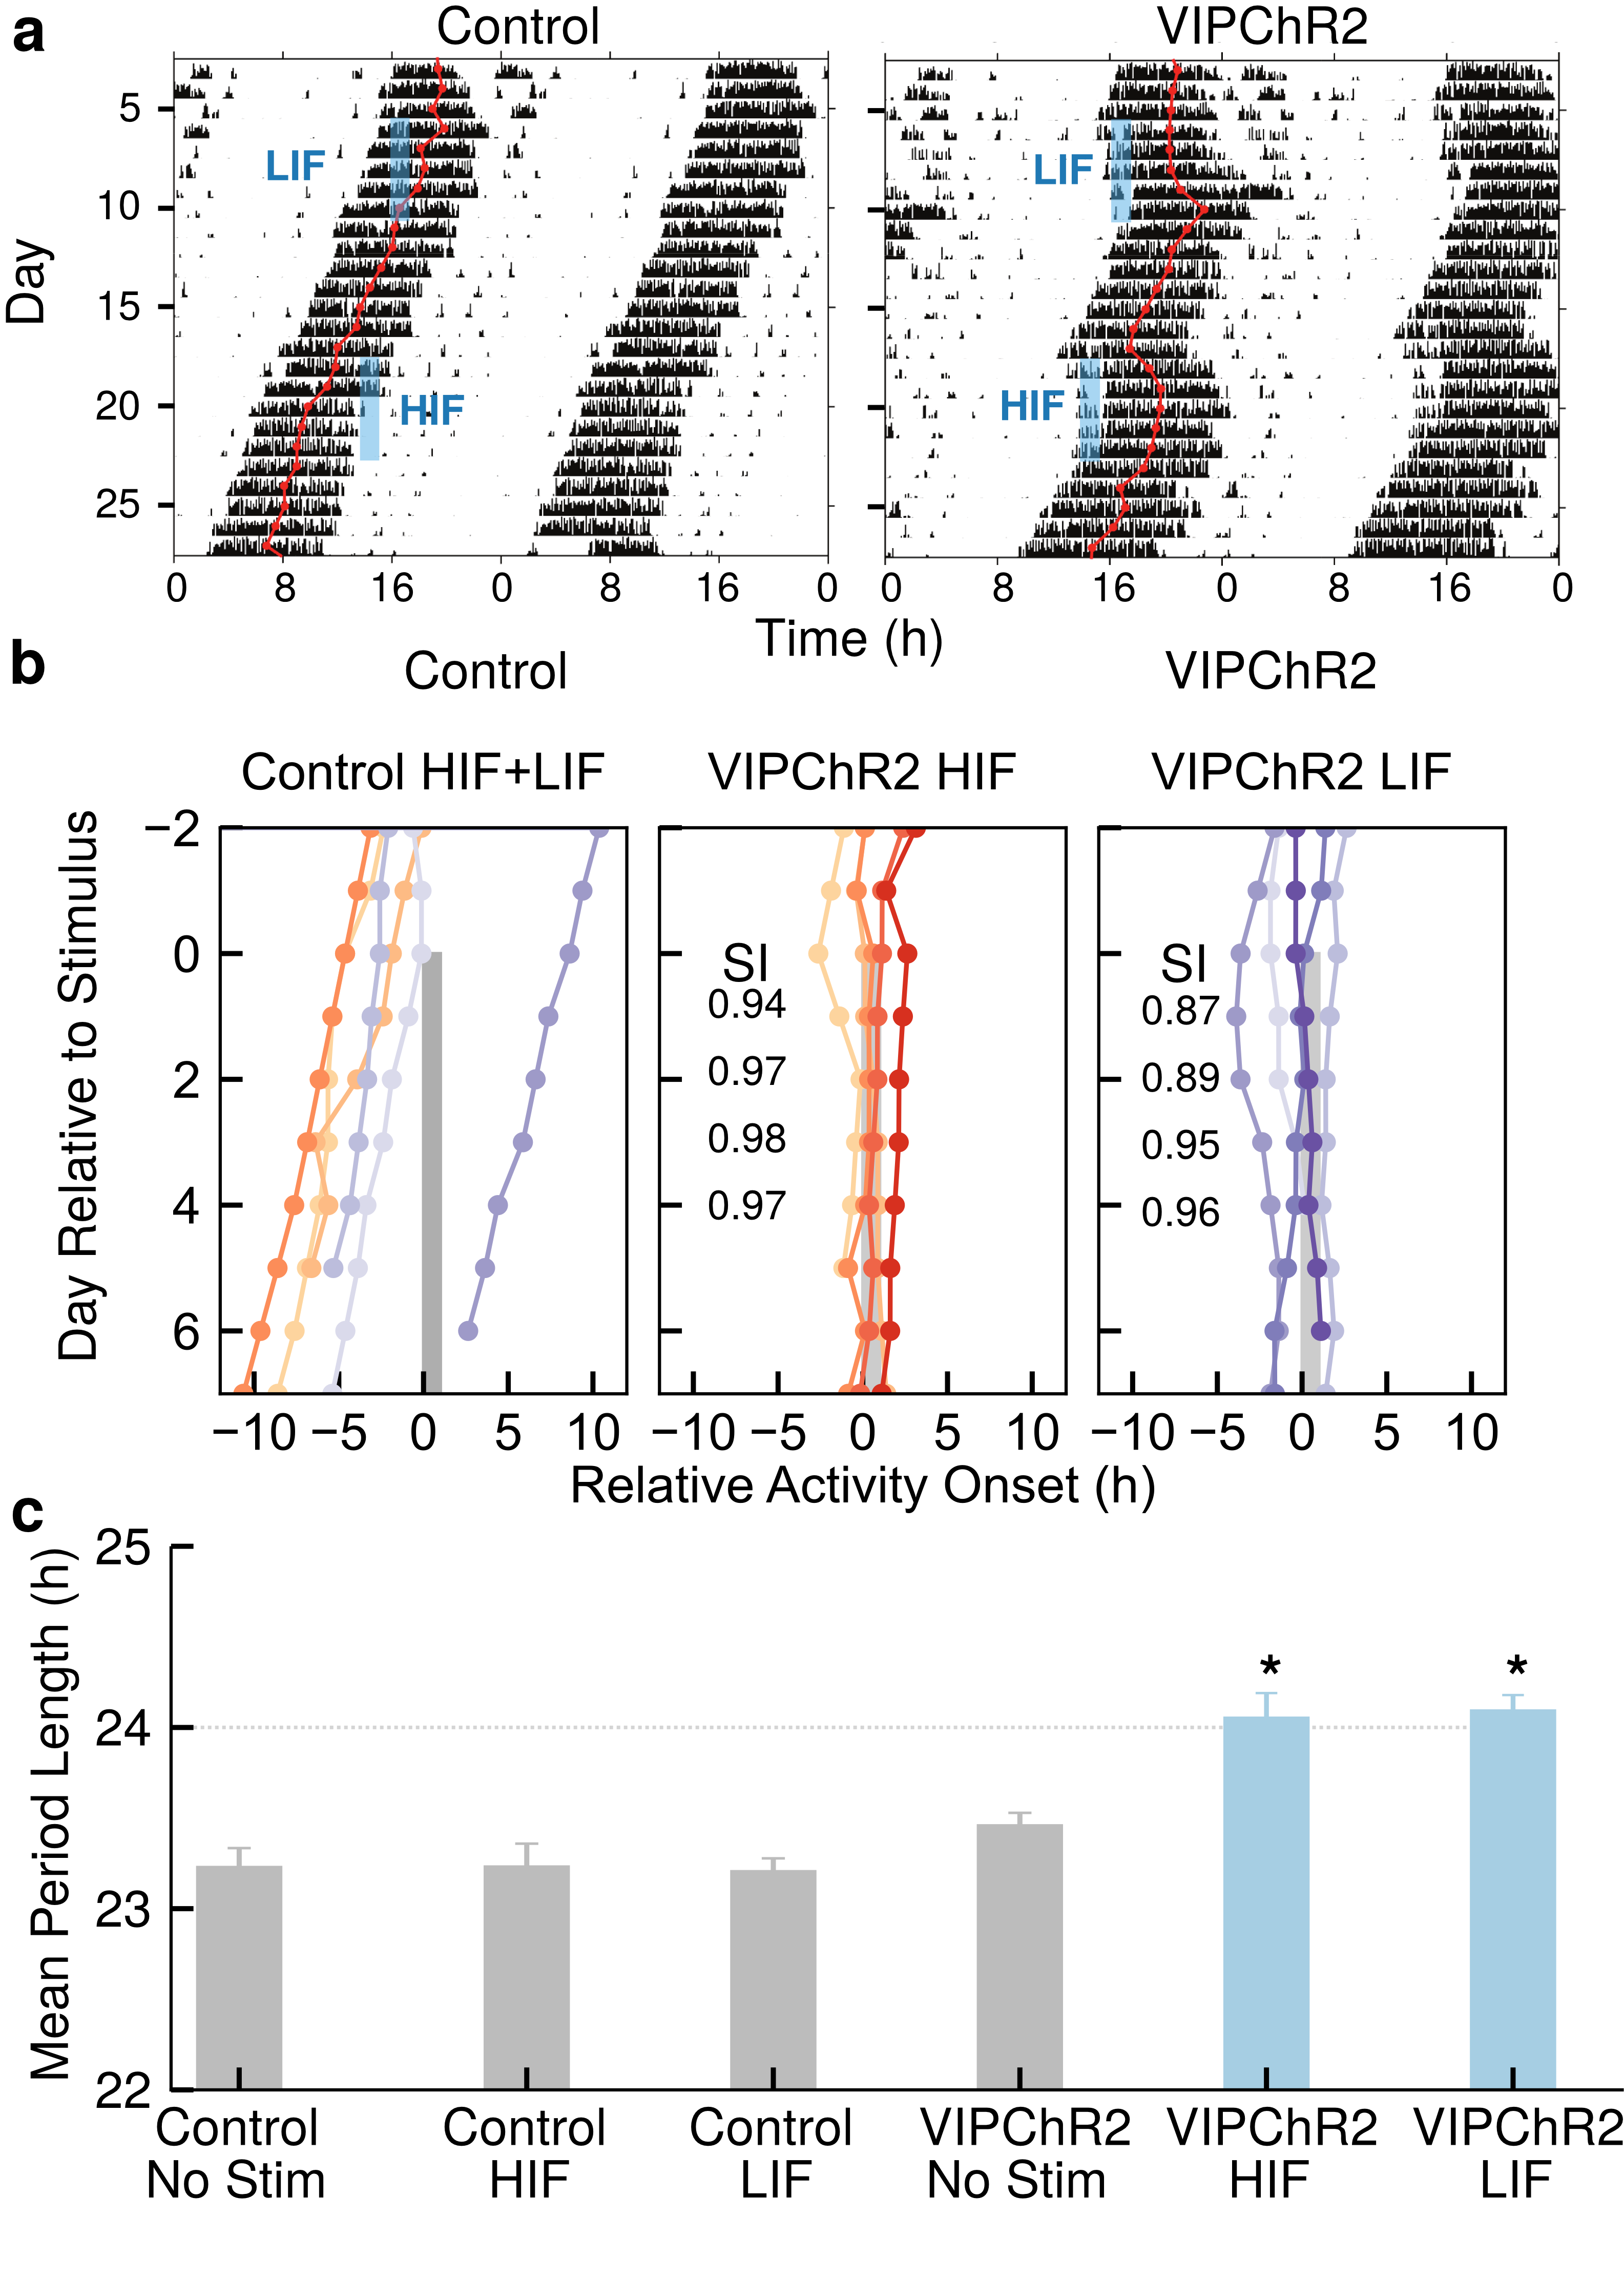 a
Control
VIPChR2
Day
5
10
15
20
25
LIF
HIF
LIF
HIF
0 8 16 0 8 16 0
0 8 16 0 8 16 0
Time (h)
b
Control
VIPChR2
Control HIF+LIF
VIPChR2 HIF
VIPChR2 LIF
Day Relative to Stimulus
−2
0
2
4
6
SI
0.94
0.97
0.98
0.97
SI
0.87
0.89
0.95
0.96
−10 −5 0 5 10
−10 −5 0 5 10
−10 −5 0 5 10
Relative Activity Onset (h)
c
Mean Period Length (h)
25
24
23
22
* *
Control No Stim
Control HIF
Control LIF
VIPChR2 No Stim
VIPChR2 HIF
VIPChR2 LIF